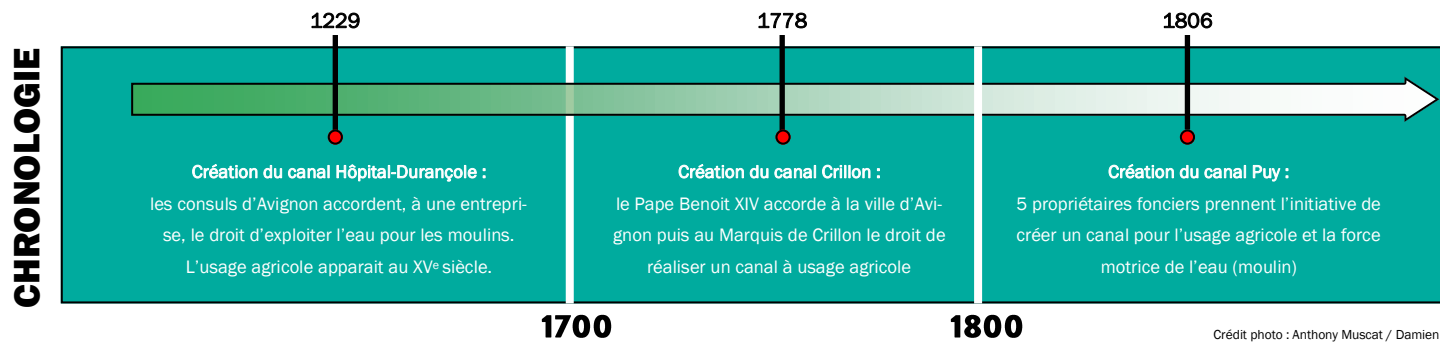 CHRONOLOGIE
1229
1778
1806
Création du canal Hôpital-Durançole :
les consuls d'Avignon accordent, à une entrepri-
se, le droit d'exploiter l'eau pour les moulins.
L'usage agricole apparait au XVe siècle.
Création du canal Crillon :
le Pape Benoit XIV accorde à la ville d'Avi-
gnon puis au Marquis de Crillon le droit de
réaliser un canal à usage agricole
Création du canal Puy :
5 propriétaires fonciers prennent l'initiative de
créer un canal pour l'usage agricole et la force
motrice de l'eau (moulin)
1700
1800
Crédit photo : Anthony Muscat / Damien